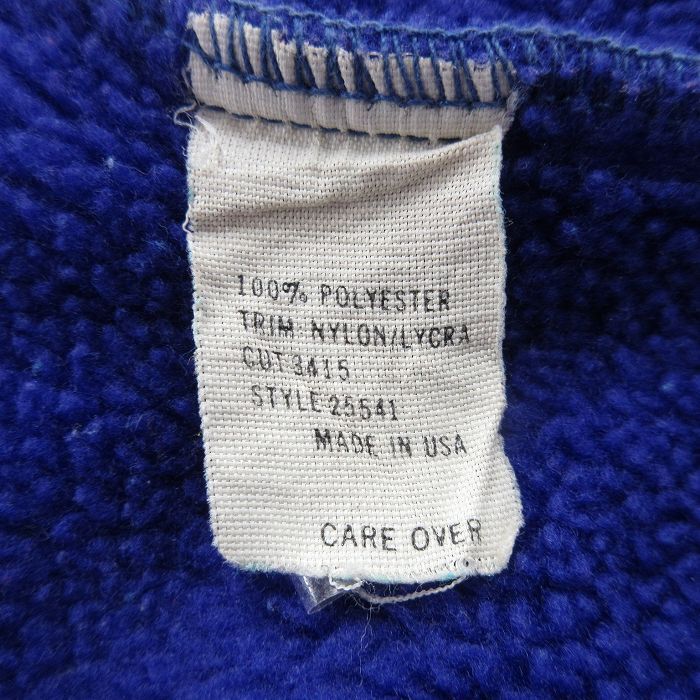 100% POLYESTER
TRIM: NYLON/LYCRA
CUT 3415
STYLE 25541
MADE IN USA
CARE OVER